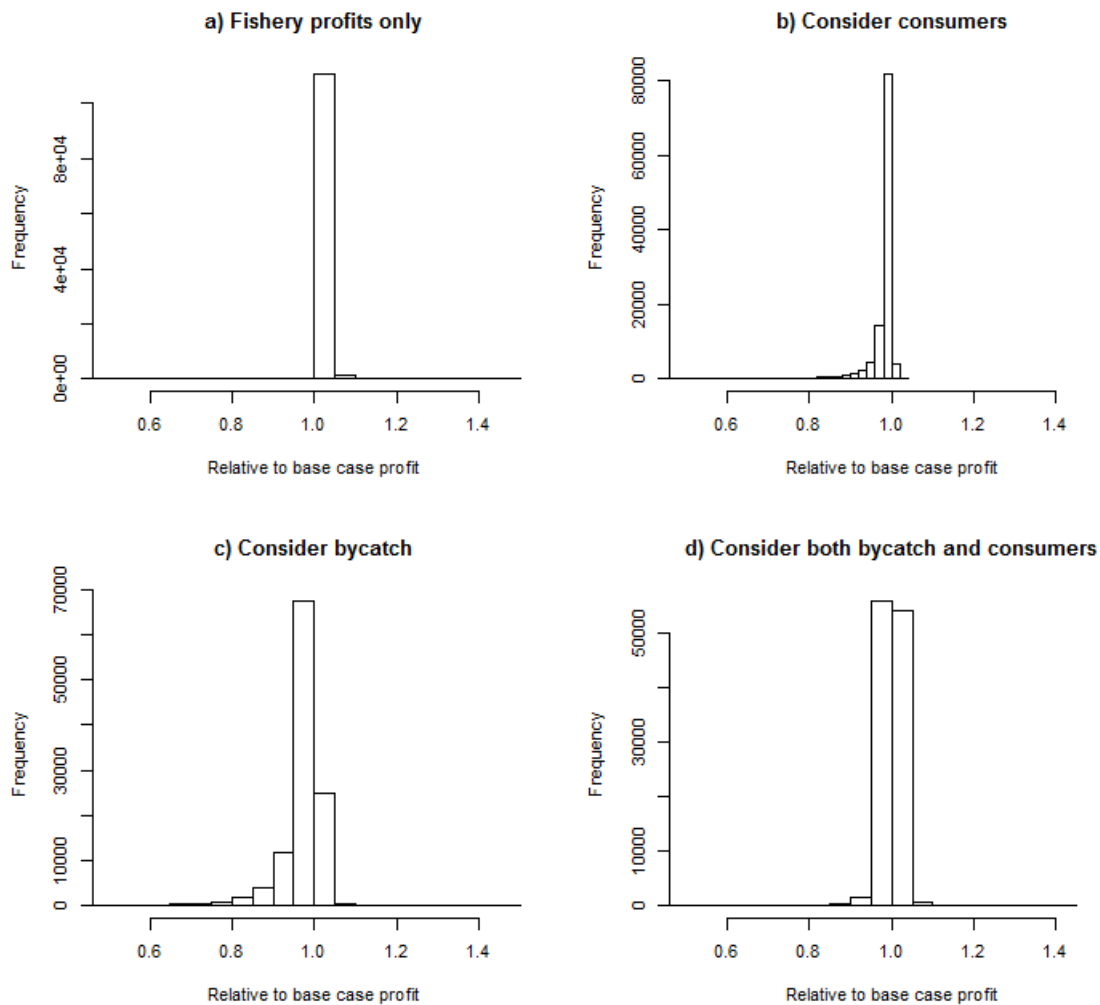 a) Fishery profits only
Frequency
0e+00
4e+04
8e+04
0.6 0.8 1.0 1.2 1.4
Relative to base case profit
b) Consider consumers
Frequency
0
20000
40000
60000
80000
0.6 0.8 1.0 1.2 1.4
Relative to base case profit
c) Consider bycatch
Frequency
0
10000
30000
50000
70000
0.6 0.8 1.0 1.2 1.4
Relative to base case profit
d) Consider both bycatch and consumers
Frequency
0
10000
30000
50000
0.6 0.8 1.0 1.2 1.4
Relative to base case profit